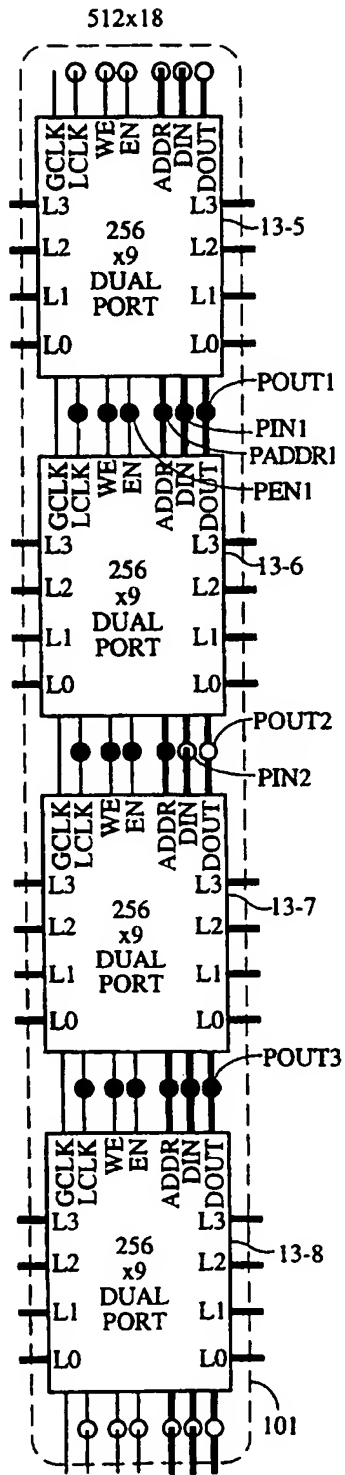 512x18
GCLK LCLK WE EN ADDR DIN DOUT
L3 L3 13-5
L2 256 L2
x9
L1 DUAL L1
L0 PORT L0
POUT1
PIN1
PADDR1
PEN1
GCLK LCLK WE EN ADDR DIN DOUT
L3 L3 13-6
L2 256 L2
x9
L1 DUAL L1
L0 PORT L0
POUT2
PIN2
GCLK LCLK WE EN ADDR DIN DOUT
L3 L3 13-7
L2 256 L2
x9
L1 DUAL L1
L0 PORT L0
POUT3
GCLK LCLK WE EN ADDR DIN DOUT
L3 L3
L2 256 L2 13-8
x9
L1 DUAL L1
L0 PORT L0
101